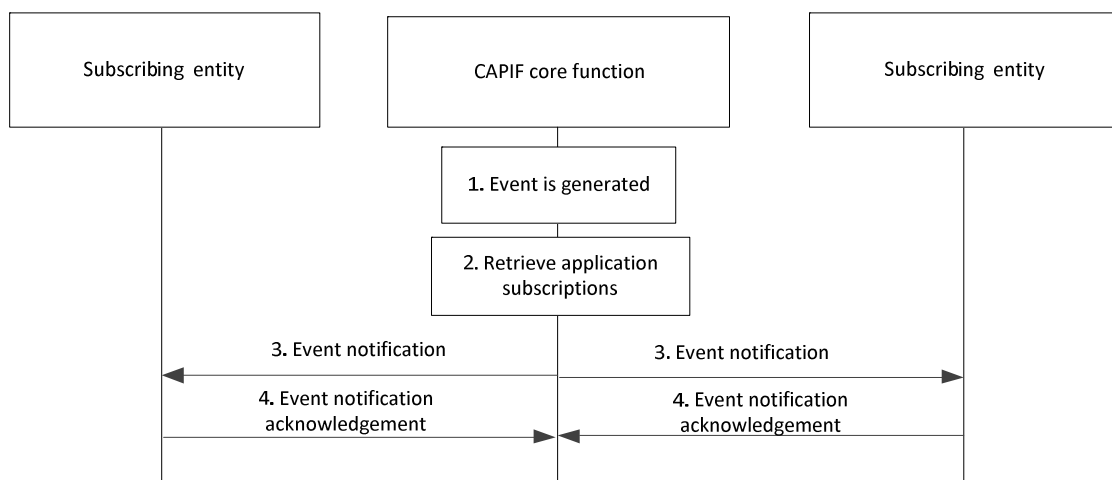 Subscribing entity
CAPIF core function
Subscribing entity
1. Event is generated
2. Retrieve application
subscriptions
3. Event notification
3. Event notification
4. Event notification
acknowledgement
4. Event notification
acknowledgement